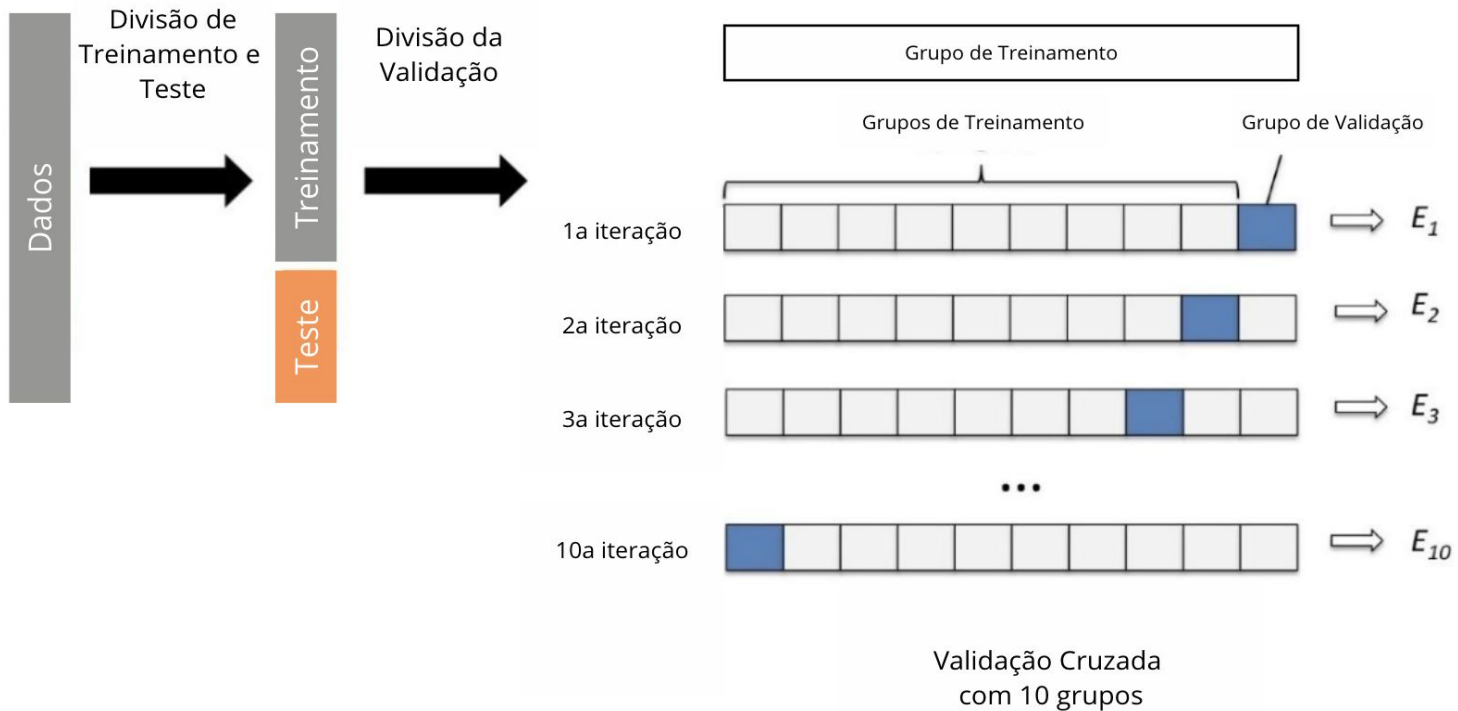 Dados
Divisão de
Treinamento e
Teste
Treinamento
Teste
Divisão da
Validação
Grupo de Treinamento
Grupos de Treinamento
Grupo de Validação
1a iteração
E1
2a iteração
E2
3a iteração
E3
...
10a iteração
E10
Validação Cruzada
com 10 grupos